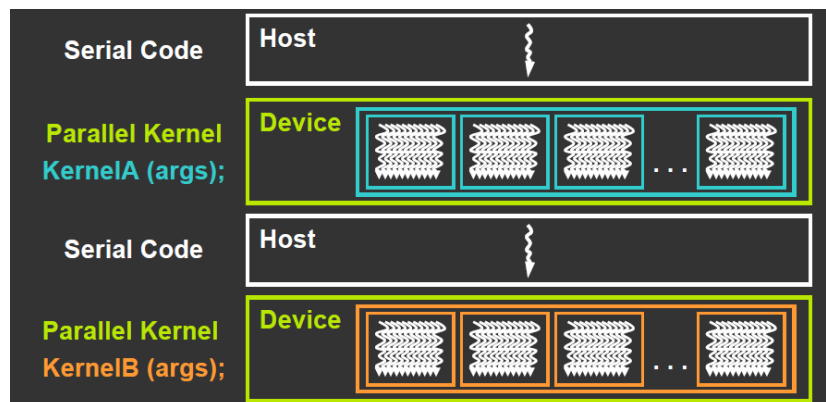 Serial Code
Host
Parallel Kernel
KernelA (args);
Device
. . .
Serial Code
Host
Parallel Kernel
KernelB (args);
Device
. . .